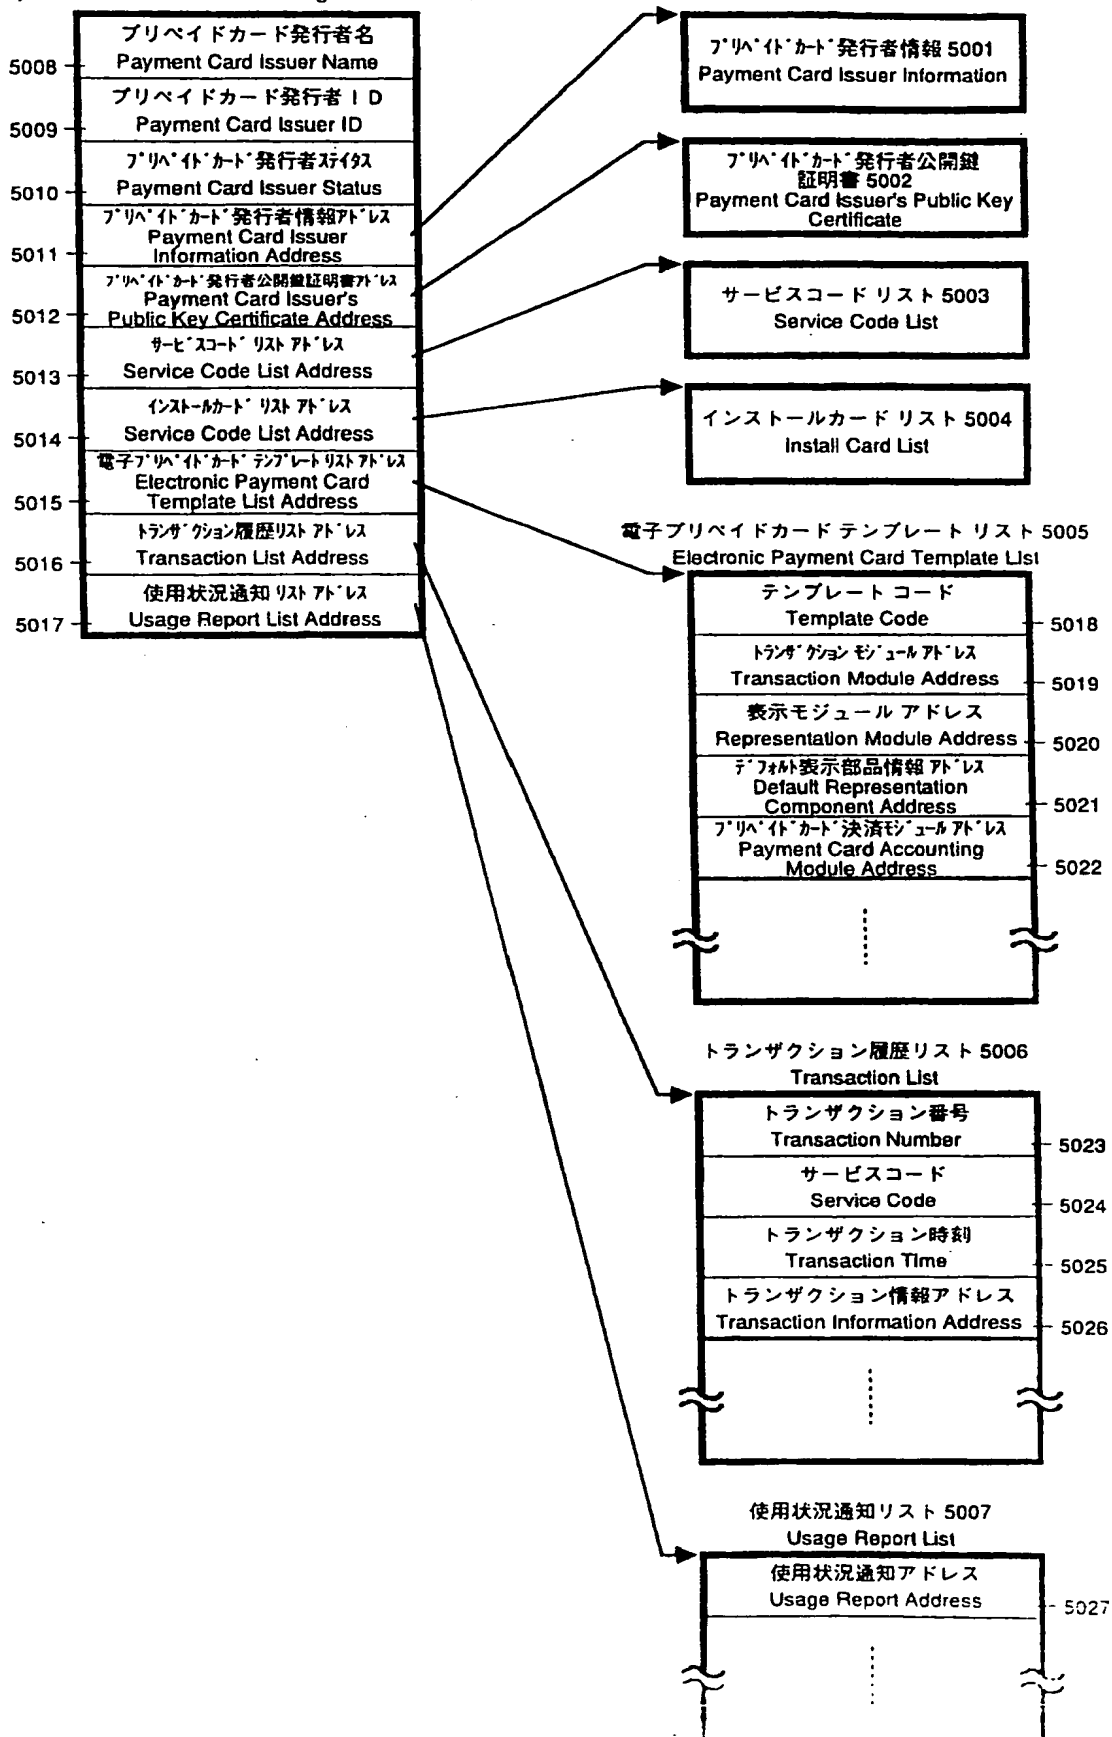 プリペイドカード発行者名
Payment Card Issuer Name
5008
プリペイドカード発行者ID
Payment Card Issuer ID
5009
プリペイドカード発行者ステイタス
Payment Card Issuer Status
5010
プリペイドカード発行者情報アドレス
Payment Card Issuer
Information Address
5011
プリペイドカード発行者公開鍵証明書アドレス
Payment Card Issuer's
Public Key Certificate Address
5012
サービスコード リスト アドレス
Service Code List Address
5013
インストールカード リスト アドレス
Service Code List Address
5014
電子プリペイドカード テンプレート リスト アドレス
Electronic Payment Card
Template List Address
5015
トランザクション履歴リスト アドレス
Transaction List Address
5016
使用状況通知 リスト アドレス
Usage Report List Address
5017
プリペイドカード発行者情報 5001
Payment Card Issuer Information
プリペイドカード発行者公開鍵
証明書 5002
Payment Card Issuer's Public Key
Certificate
サービスコード リスト 5003
Service Code List
インストールカード リスト 5004
Install Card List
電子プリペイドカード テンプレート リスト 5005
Electronic Payment Card Template List
テンプレート コード
Template Code
5018
トランザクション モジュール アドレス
Transaction Module Address
5019
表示モジュール アドレス
Representation Module Address
5020
デフォルト表示部品情報 アドレス
Default Representation
Component Address
5021
プリペイドカード決済モジュール アドレス
Payment Card Accounting
Module Address
5022
トランザクション履歴リスト 5006
Transaction List
トランザクション番号
Transaction Number
5023
サービスコード
Service Code
5024
トランザクション時刻
Transaction Time
5025
トランザクション情報アドレス
Transaction Information Address
5026
使用状況通知リスト 5007
Usage Report List
使用状況通知アドレス
Usage Report Address
5027